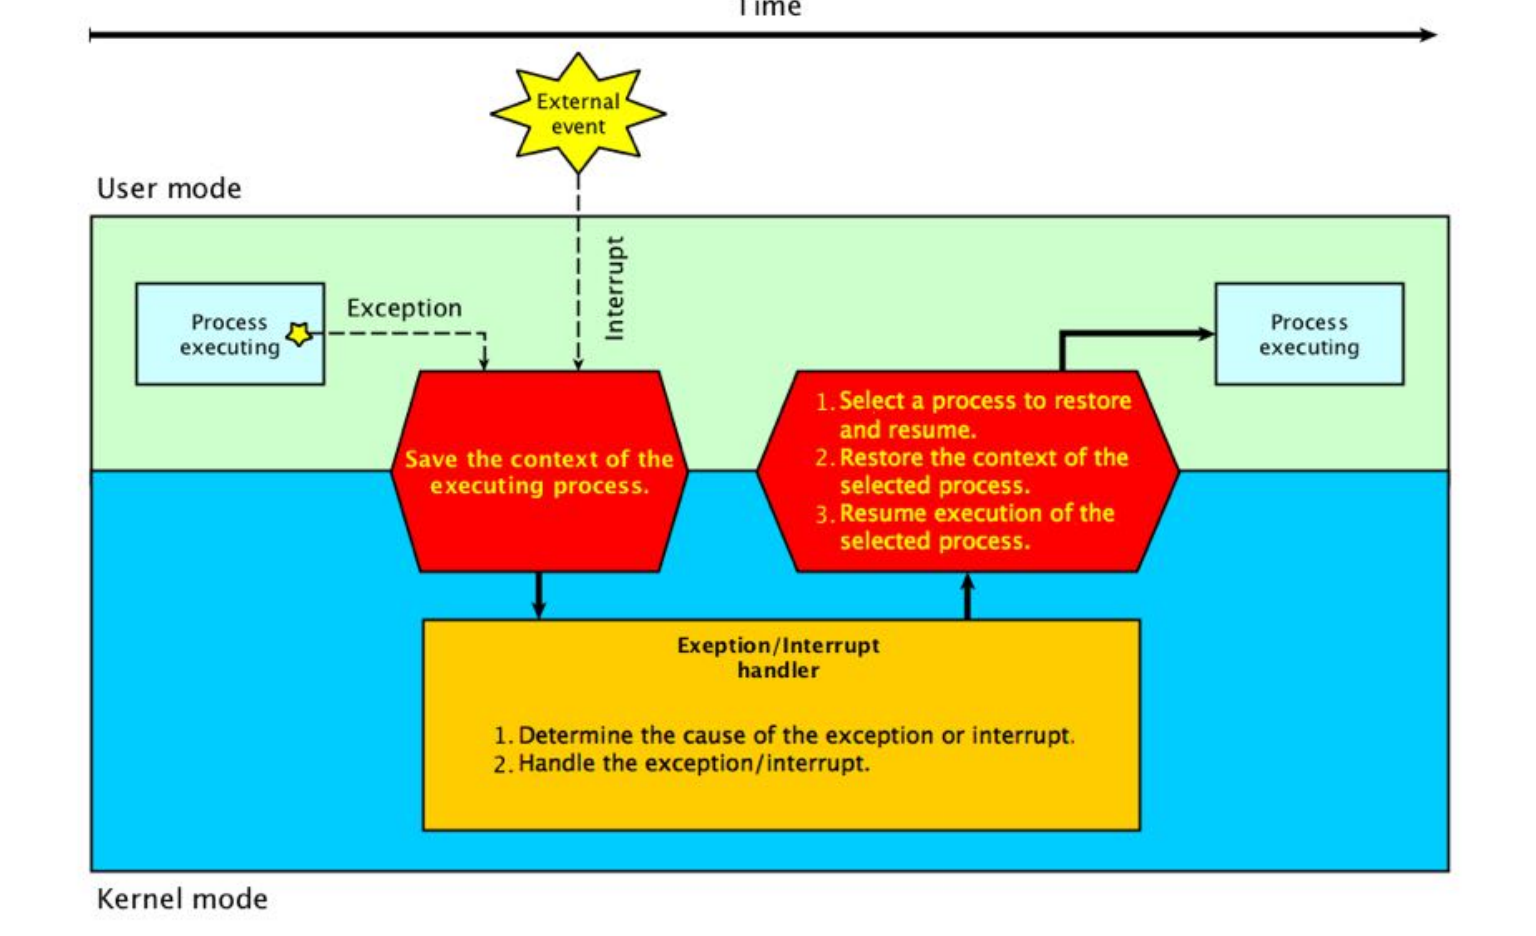 Time
External
event
User mode
Interrupt
Exception
Process
executing
Process
executing
Save the context of the
executing process.
1. Select a process to restore
and resume.
2. Restore the context of the
selected process.
3. Resume execution of the
selected process.
Exeption/Interrupt
handler
1. Determine the cause of the exception or interrupt.
2. Handle the exception/interrupt.
Kernel mode